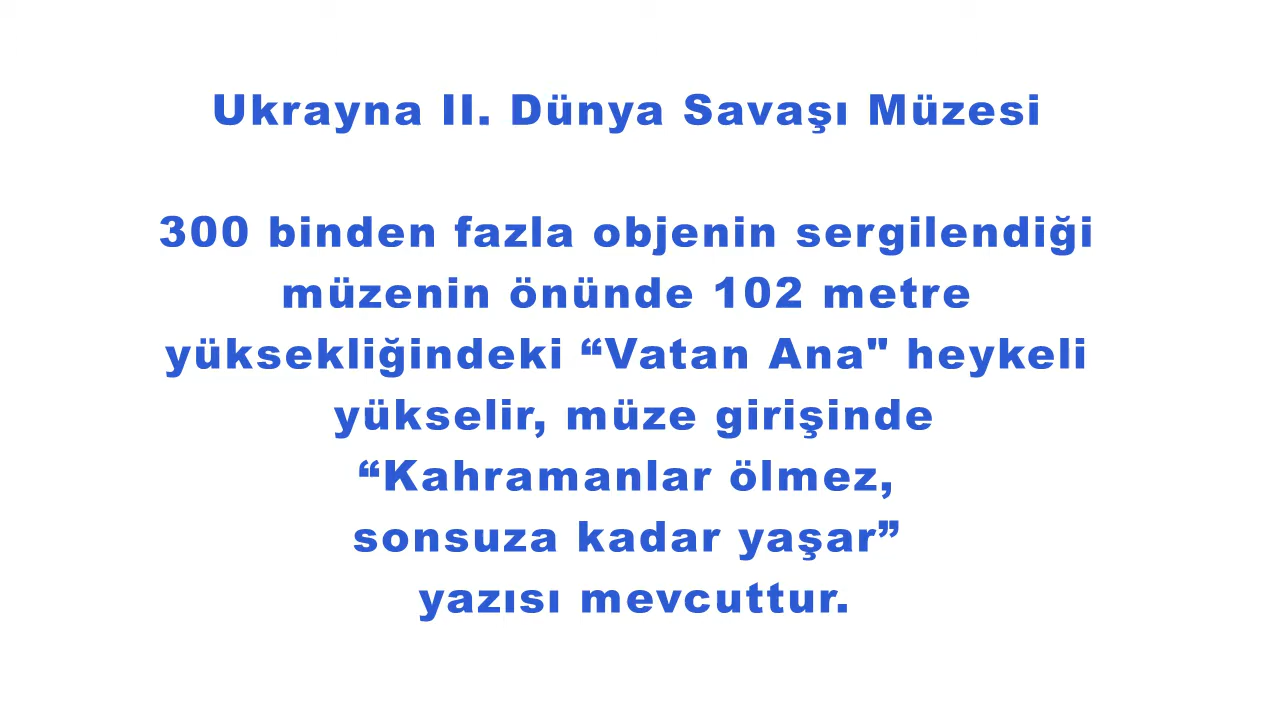 Ukrayna II. Dünya Savaşı Müzesi
300 binden fazla objenin sergilendiği
müzenin önünde 102 metre
yüksekliğindeki “Vatan Ana" heykeli
yükselir, müze girişinde
“Kahramanlar ölmez,
sonsuza kadar yaşar”
yazısı mevcuttur.